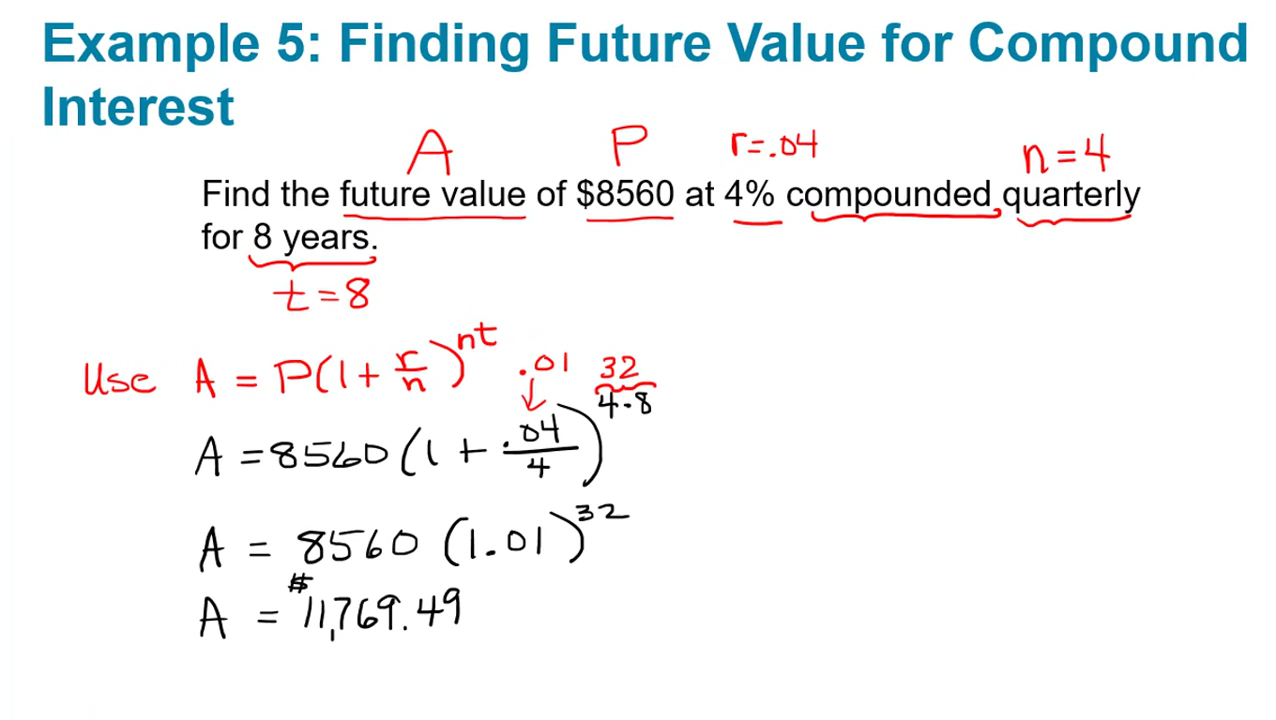 Example 5: Finding Future Value for Compound
Interest
A P r=.04 n=4
Find the future value of $8560 at 4% compounded quarterly
for 8 years.
t=8
Use A = P(1+r/n)^nt
.01 32
4·8
A = 8560(1 + .04/4)
A = 8560 (1.01)^32
A = $11,769.49